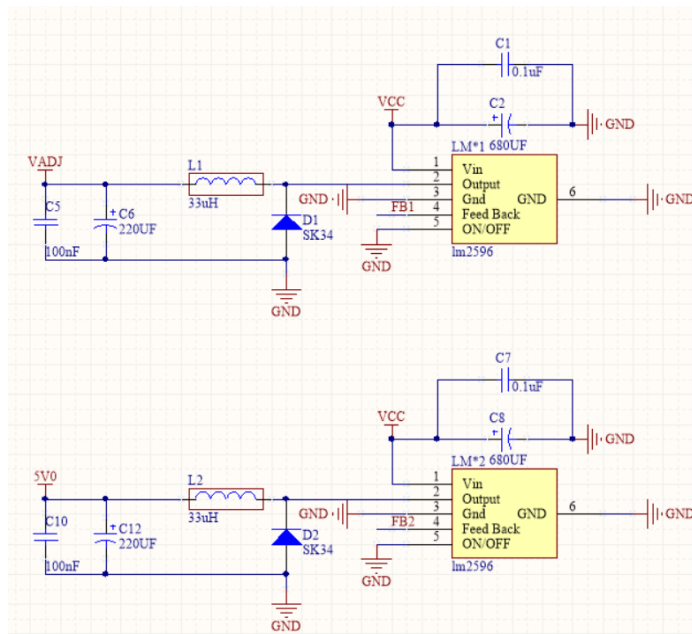 C1
0.1uF
VCC
C2
680UF
GND
LM*1
VADJ
L1
33uH
1 Vin
2 Output
3 Gnd
4 Feed Back
5 ON/OFF
GND 6
GND
GND
FB1
GND
lm2596
C5
100nF
C6
220UF
D1
SK34
GND
C7
0.1uF
VCC
C8
680UF
GND
LM*2
5V0
L2
33uH
1 Vin
2 Output
3 Gnd
4 Feed Back
5 ON/OFF
GND 6
GND
GND
FB2
GND
lm2596
C10
100nF
C12
220UF
D2
SK34
GND